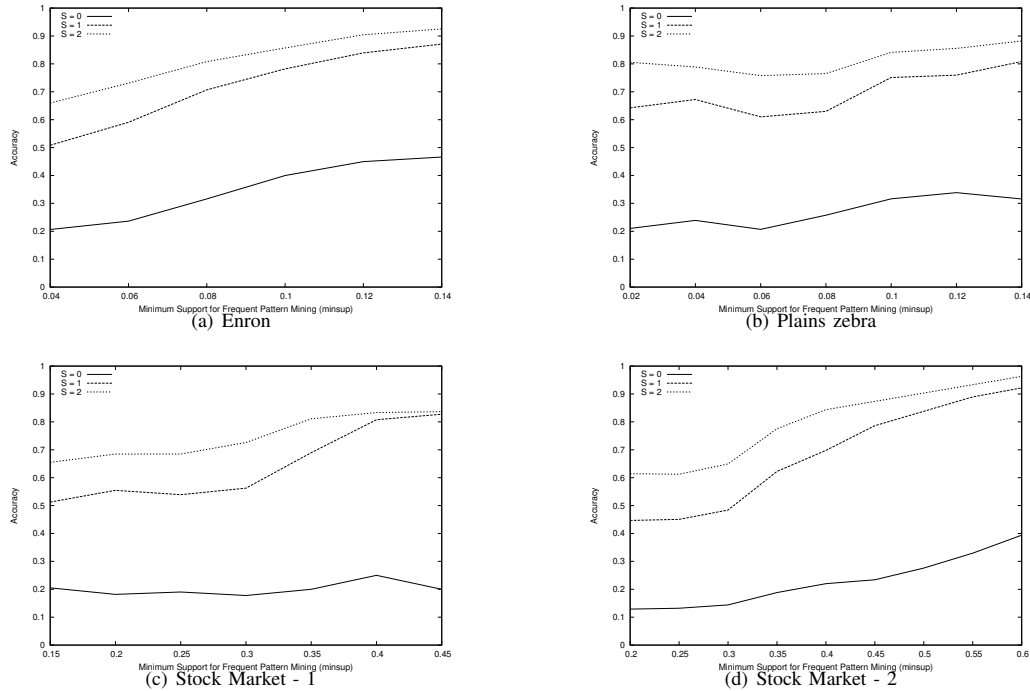 S = 0
S = 1
S = 2
1
0.9
0.8
0.7
0.6
0.5
0.4
0.3
0.2
0.1
0
Accuracy
0.04 0.06 0.08 0.1 0.12 0.14
Minimum Support for Frequent Pattern Mining (minsup)
(a) Enron
S = 0
S = 1
S = 2
1
0.9
0.8
0.7
0.6
0.5
0.4
0.3
0.2
0.1
0
Accuracy
0.02 0.04 0.06 0.08 0.1 0.12 0.14
Minimum Support for Frequent Pattern Mining (minsup)
(b) Plains zebra
S = 0
S = 1
S = 2
1
0.9
0.8
0.7
0.6
0.5
0.4
0.3
0.2
0.1
0
Accuracy
0.15 0.2 0.25 0.3 0.35 0.4 0.45
Minimum Support for Frequent Pattern Mining (minsup)
(c) Stock Market - 1
S = 0
S = 1
S = 2
1
0.9
0.8
0.7
0.6
0.5
0.4
0.3
0.2
0.1
0
Accuracy
0.2 0.25 0.3 0.35 0.4 0.45 0.5 0.55 0.6
Minimum Support for Frequent Pattern Mining (minsup)
(d) Stock Market - 2